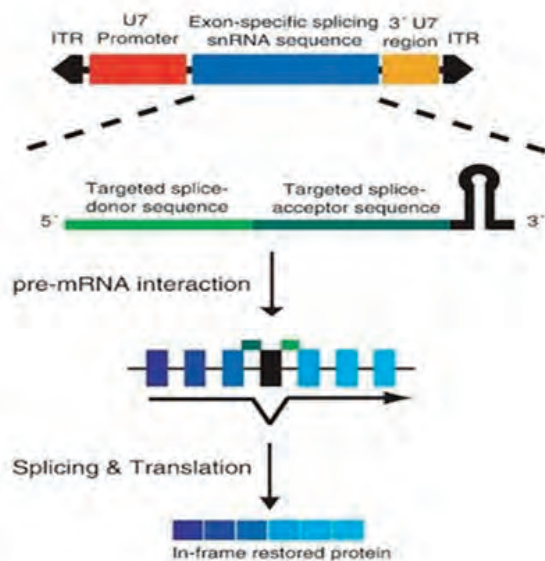 ITR
U7
Promoter
Exon-specific splicing
snRNA sequence
3´ U7
region
ITR
Targeted splice-
donor sequence
Targeted splice-
acceptor sequence
5´
3´
pre-mRNA interaction
Splicing & Translation
In-frame restored protein